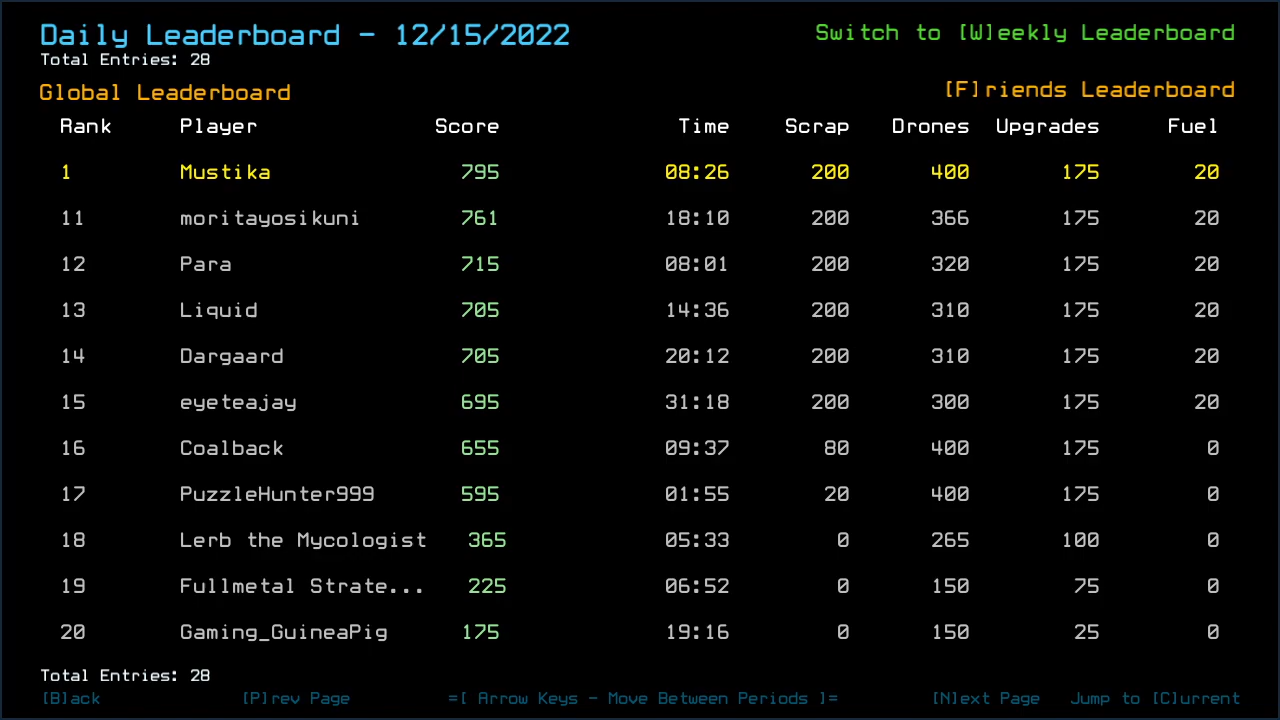 Daily Leaderboard - 12/15/2022 Switch to [W]eekly Leaderboard
Total Entries: 28
Global Leaderboard [F]riends Leaderboard
Rank Player Score Time Scrap Drones Upgrades Fuel
1 Mustika 795 08:26 200 400 175 20
11 moritayosikuni 761 18:10 200 366 175 20
12 Para 715 08:01 200 320 175 20
13 Liquid 705 14:36 200 310 175 20
14 Dargaard 705 20:12 200 310 175 20
15 eyeteajay 695 31:18 200 300 175 20
16 Coalback 655 09:37 80 400 175 0
17 PuzzleHunter999 595 01:55 20 400 175 0
18 Lerb the Mycologist 365 05:33 0 265 100 0
19 Fullmetal Strate... 225 06:52 0 150 75 0
20 Gaming_GuineaPig 175 19:16 0 150 25 0
Total Entries: 28
[B]ack [P]rev Page =[ Arrow Keys - Move Between Periods ]= [N]ext Page Jump to [C]urrent